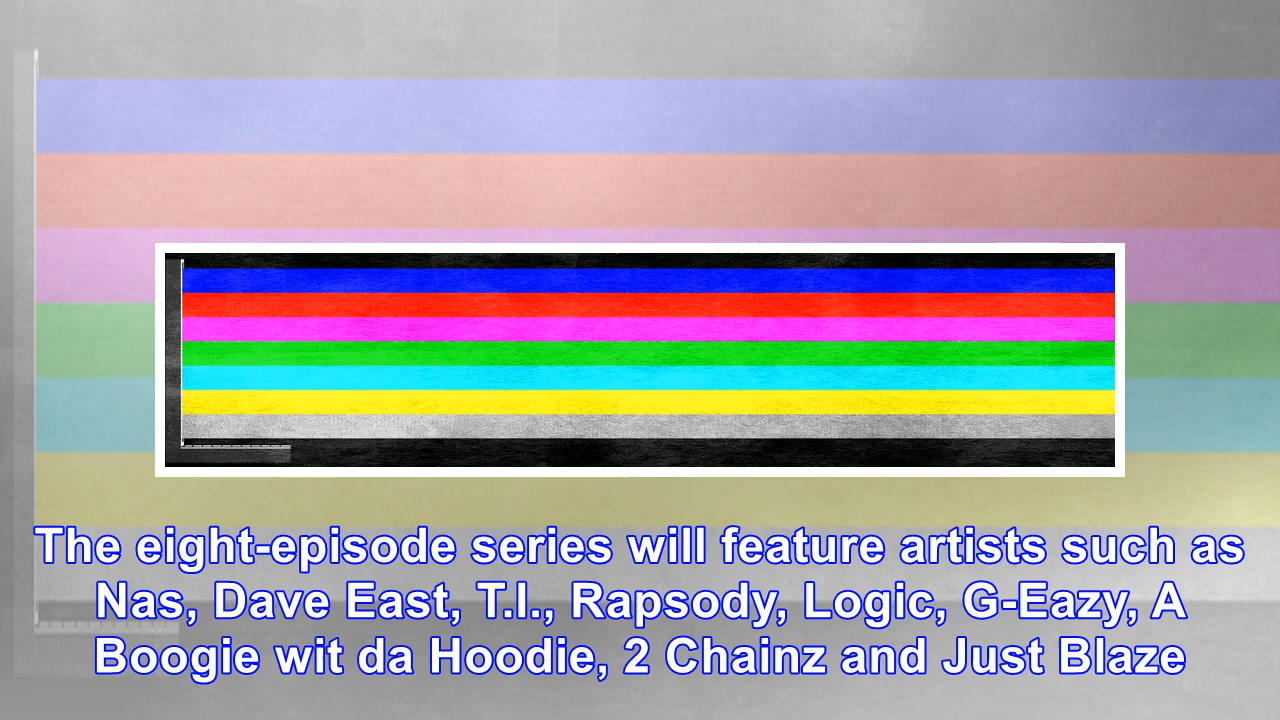 The eight-episode series will feature artists such as
Nas, Dave East, T.I., Rapsody, Logic, G-Eazy, A
Boogie wit da Hoodie, 2 Chainz and Just Blaze